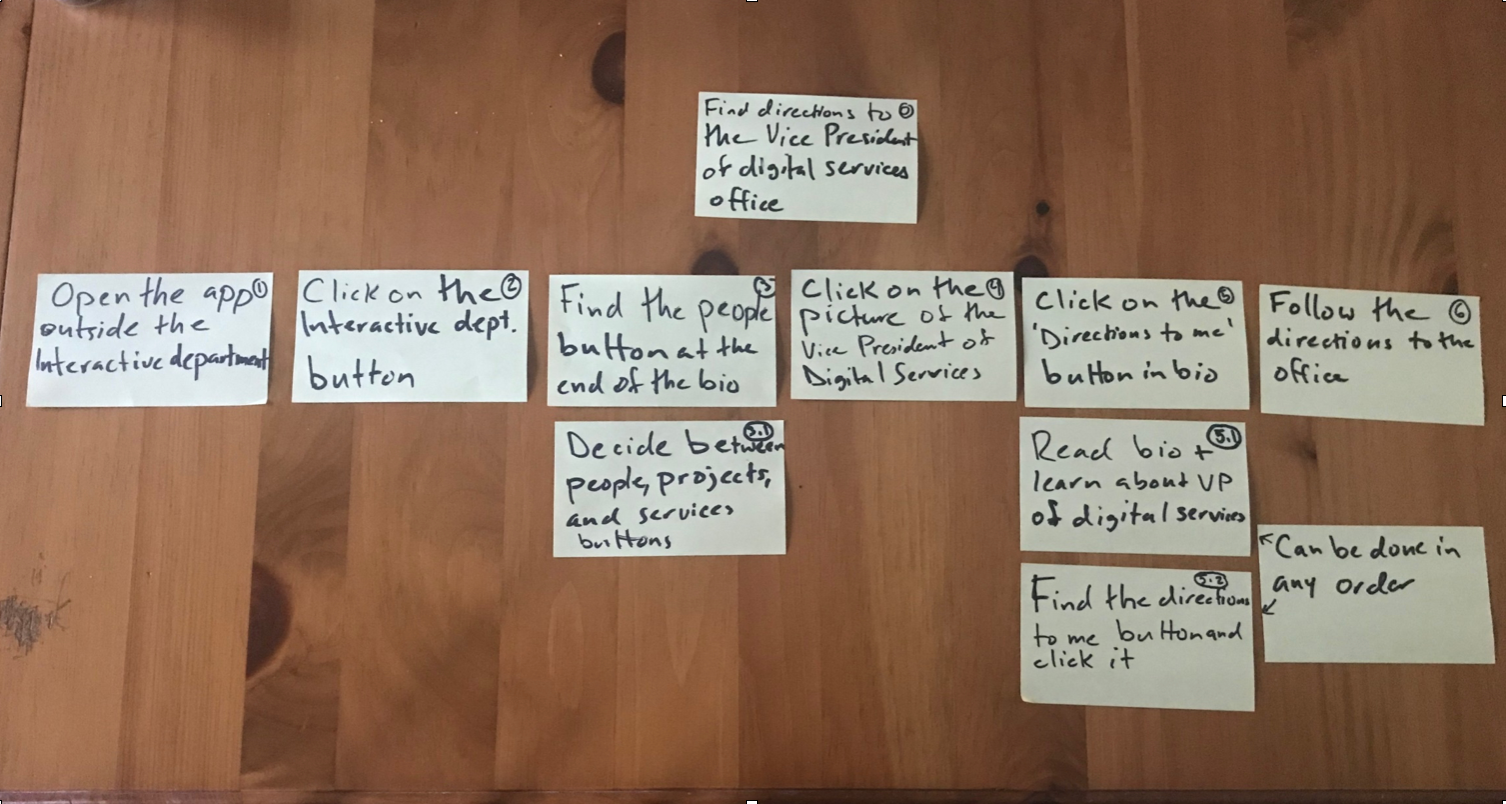 Find directions to ⓪
the Vice President
of digital services
office
Open the app ①
outside the
Interactive department
Click on the ②
Interactive dept.
button
Find the people ③
button at the
end of the bio
Click on the ④
picture of the
Vice President of
Digital Services
Click on the ⑤
'Directions to me'
button in bio
Follow the ⑥
directions to the
office
Decide between 3.1
people, projects,
and services
buttons
Read bio + 5.1
learn about VP
of digital services
Find the directions 5.2
to me button and
click it
Can be done in
any order